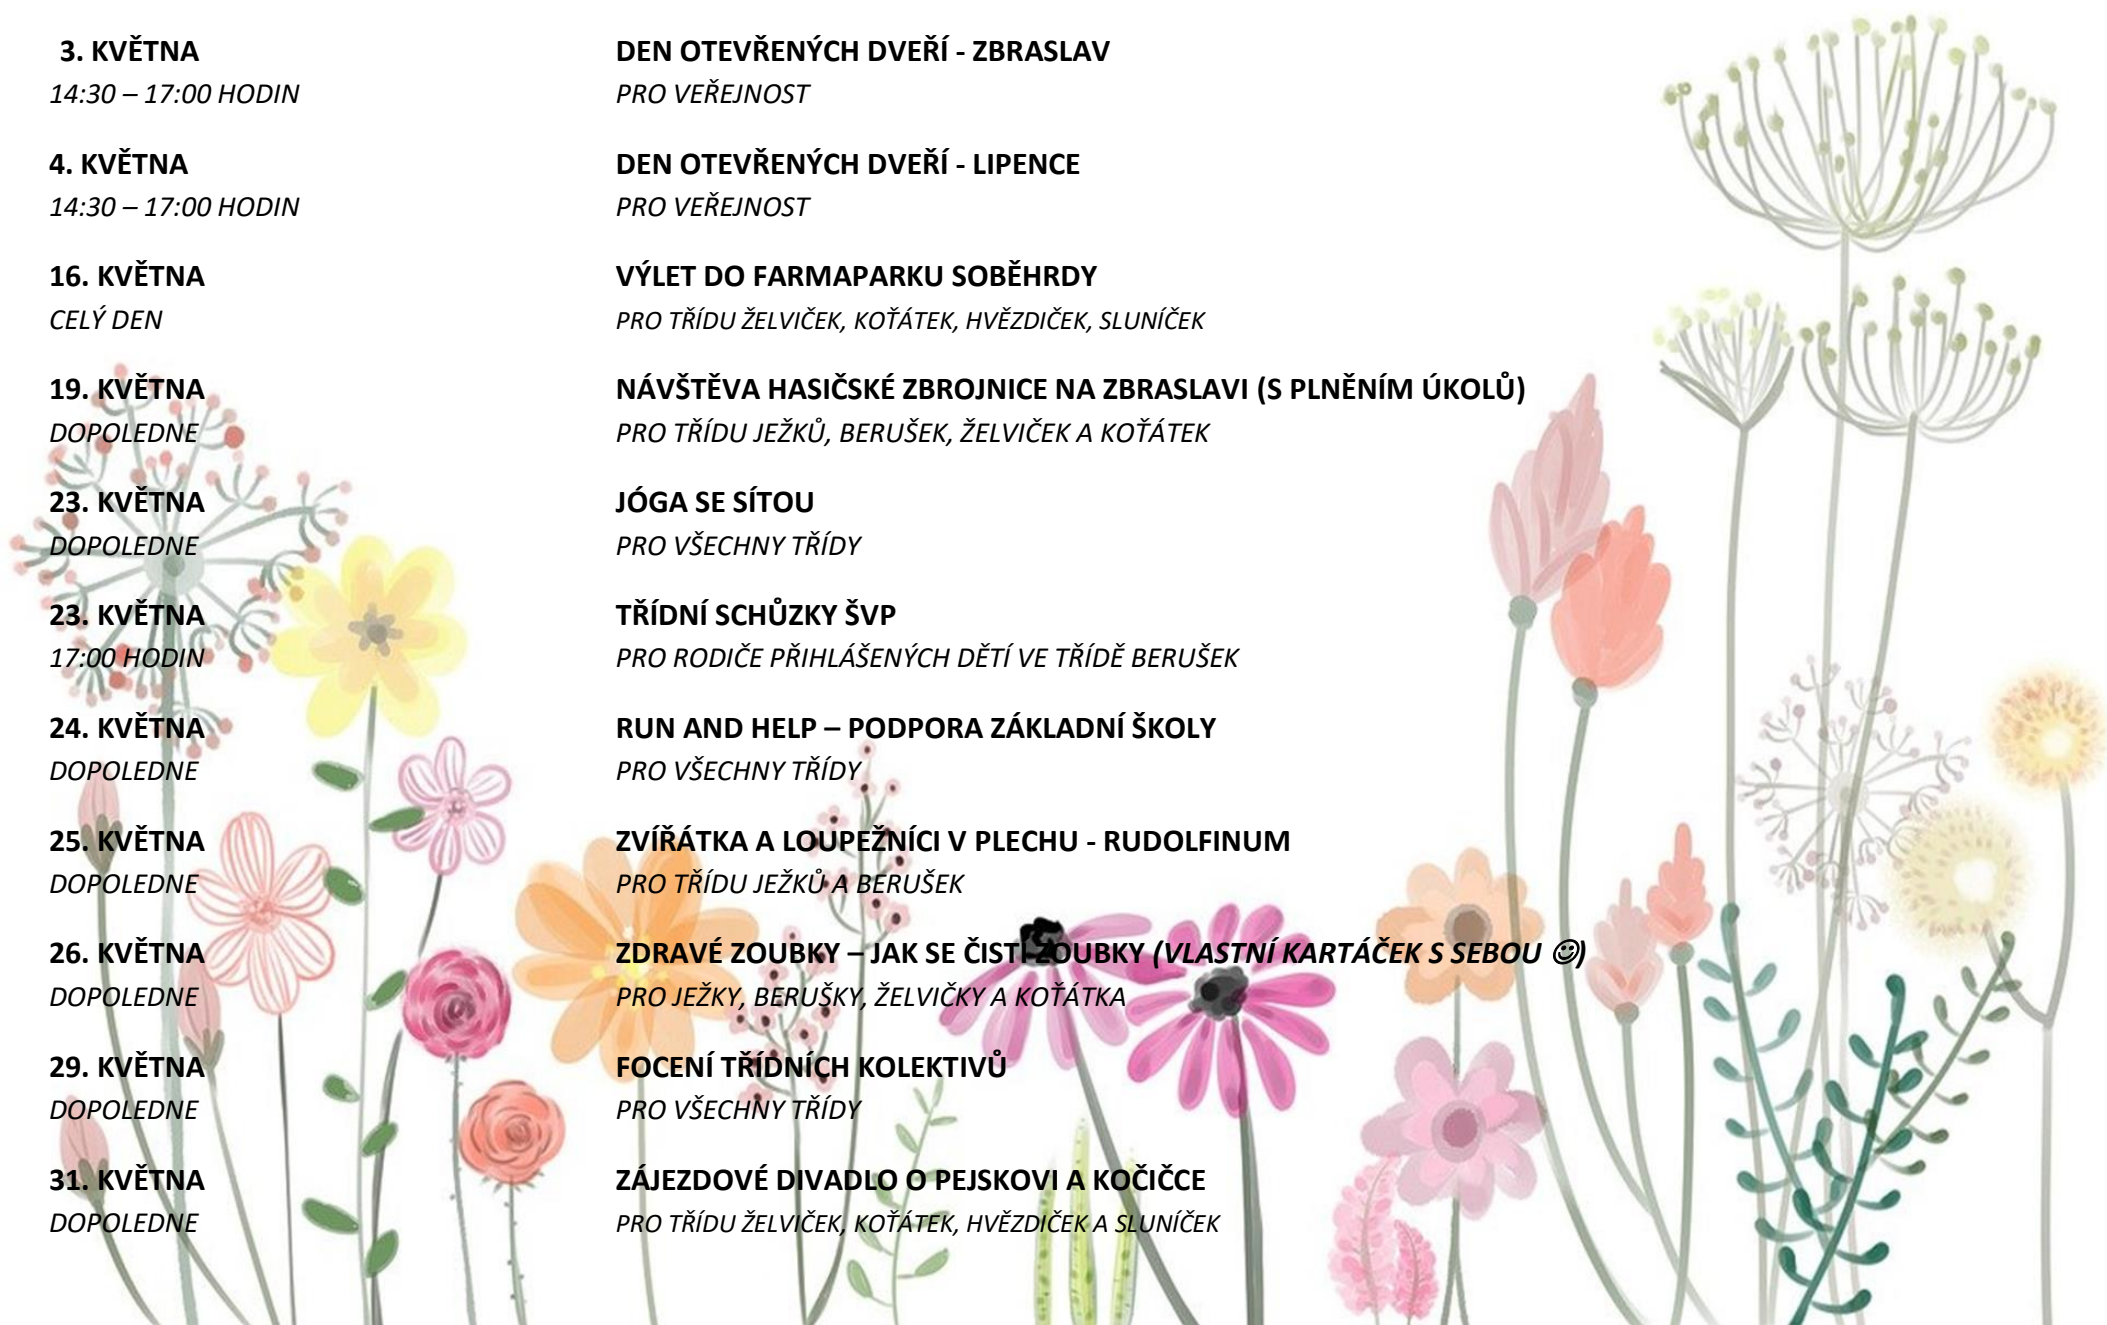 3. KVĚTNA DEN OTEVŘENÝCH DVEŘÍ - ZBRASLAV
14:30 – 17:00 HODIN PRO VEŘEJNOST
4. KVĚTNA DEN OTEVŘENÝCH DVEŘÍ - LIPENCE
14:30 – 17:00 HODIN PRO VEŘEJNOST
16. KVĚTNA VÝLET DO FARMAPARKU SOBĚHRDY
CELÝ DEN PRO TŘÍDU ŽELVIČEK, KOŤÁTEK, HVĚZDIČEK, SLUNÍČEK
19. KVĚTNA NÁVŠTĚVA HASIČSKÉ ZBROJNICE NA ZBRASLAVI (S PLNĚNÍM ÚKOLŮ)
DOPOLEDNE PRO TŘÍDU JEŽKŮ, BERUŠEK, ŽELVIČEK A KOŤÁTEK
23. KVĚTNA JÓGA SE SÍTOU
DOPOLEDNE PRO VŠECHNY TŘÍDY
23. KVĚTNA TŘÍDNÍ SCHŮZKY ŠVP
17:00 HODIN PRO RODIČE PŘIHLÁŠENÝCH DĚTÍ VE TŘÍDĚ BERUŠEK
24. KVĚTNA RUN AND HELP – PODPORA ZÁKLADNÍ ŠKOLY
DOPOLEDNE PRO VŠECHNY TŘÍDY
25. KVĚTNA ZVÍŘÁTKA A LOUPEŽNÍCI V PLECHU - RUDOLFINUM
DOPOLEDNE PRO TŘÍDU JEŽKŮ A BERUŠEK
26. KVĚTNA ZDRAVÉ ZOUBKY – JAK SE ČISTÍ ZOUBKY (VLASTNÍ KARTÁČEK S SEBOU ☺)
DOPOLEDNE PRO JEŽKY, BERUŠKY, ŽELVIČKY A KOŤÁTKA
29. KVĚTNA FOCENÍ TŘÍDNÍCH KOLEKTIVŮ
DOPOLEDNE PRO VŠECHNY TŘÍDY
31. KVĚTNA ZÁJEZDOVÉ DIVADLO O PEJSKOVI A KOČIČCE
DOPOLEDNE PRO TŘÍDU ŽELVIČEK, KOŤÁTEK, HVĚZDIČEK A SLUNÍČEK